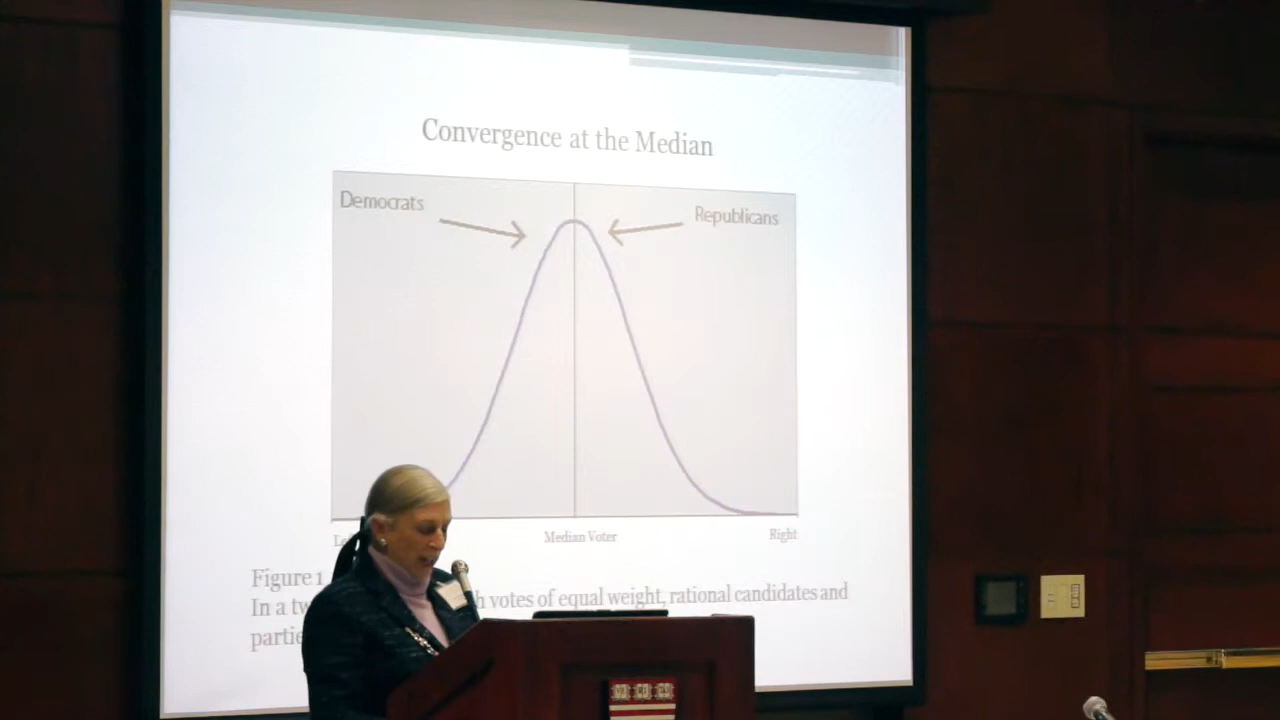 Convergence at the Median
Democrats
Republicans
Median Voter
Right
Figure 1
In a tw votes of equal weight, rational candidates and
partie